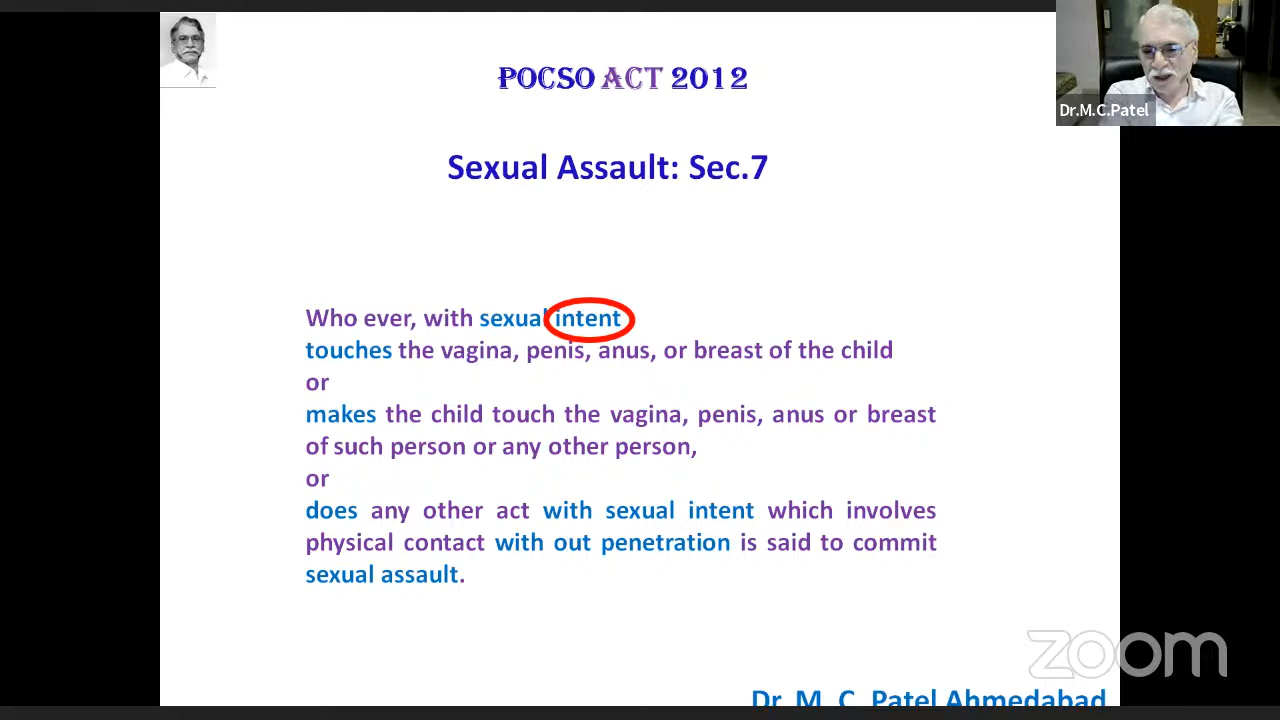 POCSO ACT 2012
Dr.M.C.Patel
Sexual Assault: Sec.7
Who ever, with sexual intent
touches the vagina, penis, anus, or breast of the child
or
makes the child touch the vagina, penis, anus or breast
of such person or any other person,
or
does any other act with sexual intent which involves
physical contact with out penetration is said to commit
sexual assault.
zoom
Dr. M. C. Patel Ahmedabad